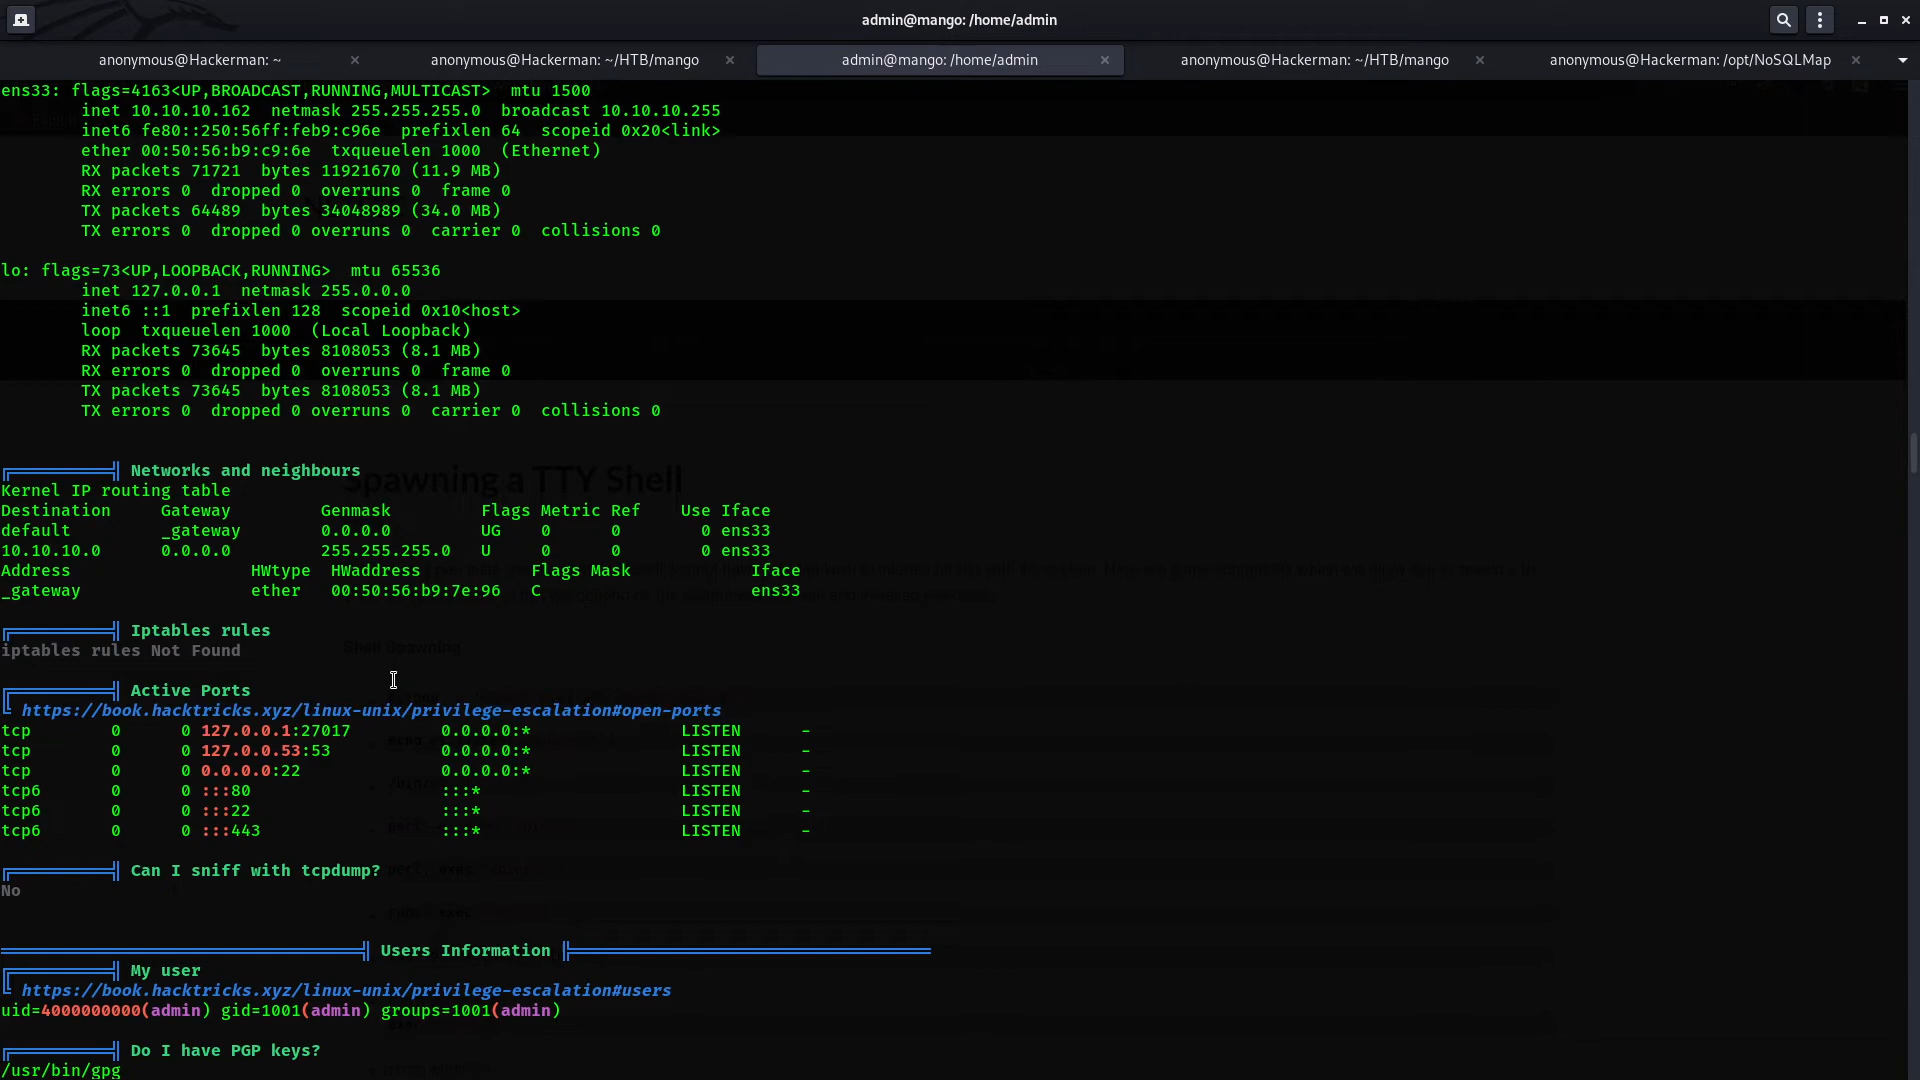 admin@mango: /home/admin
anonymous@Hackerman: ~
anonymous@Hackerman: ~/HTB/mango
admin@mango: /home/admin
anonymous@Hackerman: ~/HTB/mango
anonymous@Hackerman: /opt/NoSQLMap
ens33: flags=4163<UP,BROADCAST,RUNNING,MULTICAST>  mtu 1500
        inet 10.10.10.162  netmask 255.255.255.0  broadcast 10.10.10.255
        inet6 fe80::250:56ff:feb9:c96e  prefixlen 64  scopeid 0x20<link>
        ether 00:50:56:b9:c9:6e  txqueuelen 1000  (Ethernet)
        RX packets 71721  bytes 11921670 (11.9 MB)
        RX errors 0  dropped 0  overruns 0  frame 0
        TX packets 64489  bytes 34048989 (34.0 MB)
        TX errors 0  dropped 0 overruns 0  carrier 0  collisions 0
lo: flags=73<UP,LOOPBACK,RUNNING>  mtu 65536
        inet 127.0.0.1  netmask 255.0.0.0
        inet6 ::1  prefixlen 128  scopeid 0x10<host>
        loop  txqueuelen 1000  (Local Loopback)
        RX packets 73645  bytes 8108053 (8.1 MB)
        RX errors 0  dropped 0  overruns 0  frame 0
        TX packets 73645  bytes 8108053 (8.1 MB)
        TX errors 0  dropped 0 overruns 0  carrier 0  collisions 0
Networks and neighbours
Spawning a TTY Shell
Kernel IP routing table
Destination     Gateway         Genmask         Flags Metric Ref    Use Iface
default         _gateway        0.0.0.0         UG    0      0        0 ens33
10.10.10.0      0.0.0.0         255.255.255.0   U     0      0        0 ens33
Address                  HWtype  HWaddress           Flags Mask            Iface
_gateway                 ether   00:50:56:b9:7e:96   C                     ens33
Iptables rules
iptables rules Not Found
Shell Spawning
Active Ports
https://book.hacktricks.xyz/linux-unix/privilege-escalation#open-ports
tcp        0      0 127.0.0.1:27017         0.0.0.0:*               LISTEN      -
tcp        0      0 127.0.0.53:53           0.0.0.0:*               LISTEN      -
tcp        0      0 0.0.0.0:22              0.0.0.0:*               LISTEN      -
tcp6       0      0 :::80                   :::*                    LISTEN      -
tcp6       0      0 :::22                   :::*                    LISTEN      -
tcp6       0      0 :::443                  :::*                    LISTEN      -
Can I sniff with tcpdump?
No
Users Information
My user
https://book.hacktricks.xyz/linux-unix/privilege-escalation#users
uid=4000000000(admin) gid=1001(admin) groups=1001(admin)
Do I have PGP keys?
/usr/bin/gpg